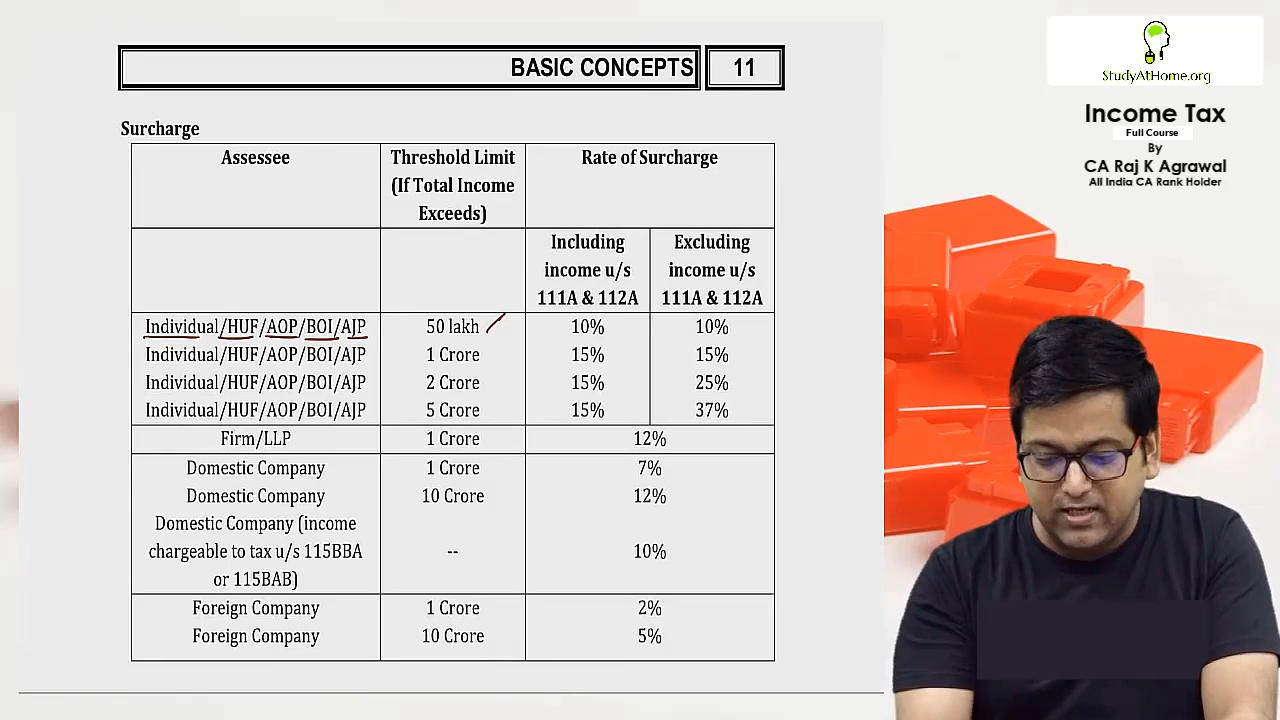 BASIC CONCEPTS 11
StudyAtHome.org
Income Tax
Full Course
By
CA Raj K Agrawal
All India CA Rank Holder
Surcharge
Assessee Threshold Limit (If Total Income Exceeds) Rate of Surcharge
Including income u/s 111A & 112A Excluding income u/s 111A & 112A
Individual/HUF/AOP/BOI/AJP 50 lakh 10% 10%
Individual/HUF/AOP/BOI/AJP 1 Crore 15% 15%
Individual/HUF/AOP/BOI/AJP 2 Crore 15% 25%
Individual/HUF/AOP/BOI/AJP 5 Crore 15% 37%
Firm/LLP 1 Crore 12%
Domestic Company 1 Crore 7%
Domestic Company 10 Crore 12%
Domestic Company (income
chargeable to tax u/s 115BBA -- 10%
or 115BAB)
Foreign Company 1 Crore 2%
Foreign Company 10 Crore 5%